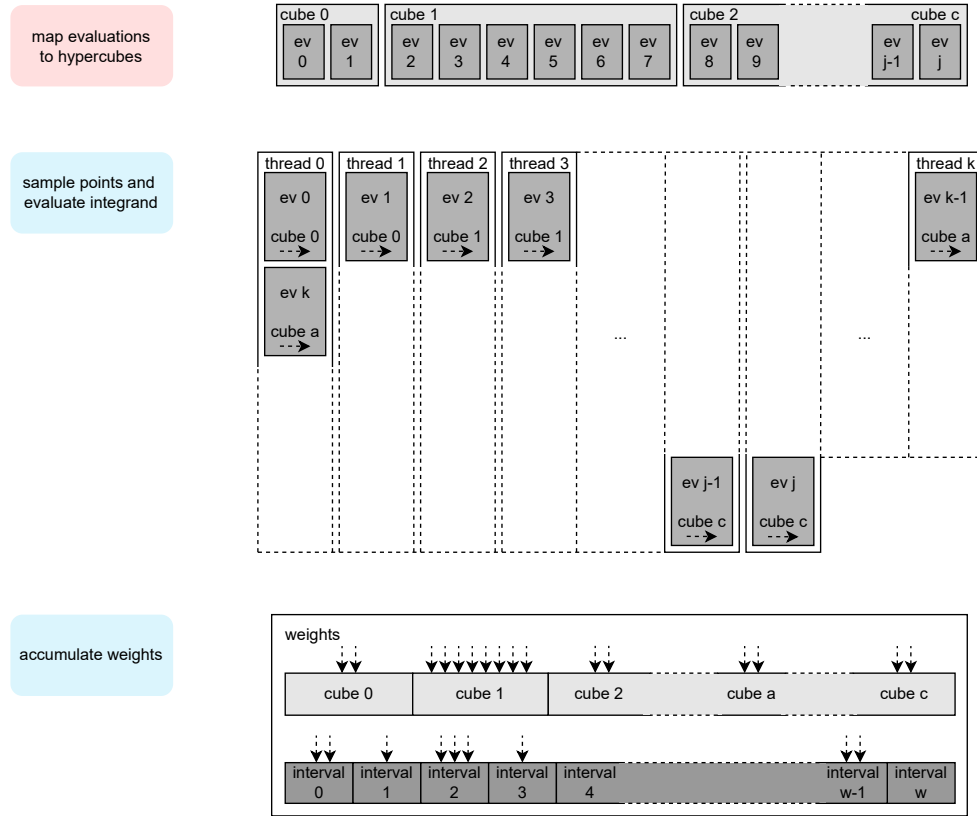 map evaluations
to hypercubes
cube 0 cube 1 cube 2 cube c
ev ev ev ev ev ev ev ev ev ev ev ev
0 1 2 3 4 5 6 7 8 9 j-1 j
sample points and
evaluate integrand
thread 0 thread 1 thread 2 thread 3 thread k
ev 0 ev 1 ev 2 ev 3 ev k-1
cube 0 cube 0 cube 1 cube 1 cube a
ev k
cube a
... ...
ev j-1 ev j
cube c cube c
accumulate weights
weights
cube 0 cube 1 cube 2 cube a cube c
interval interval interval interval interval interval interval
0 1 2 3 4 w-1 w